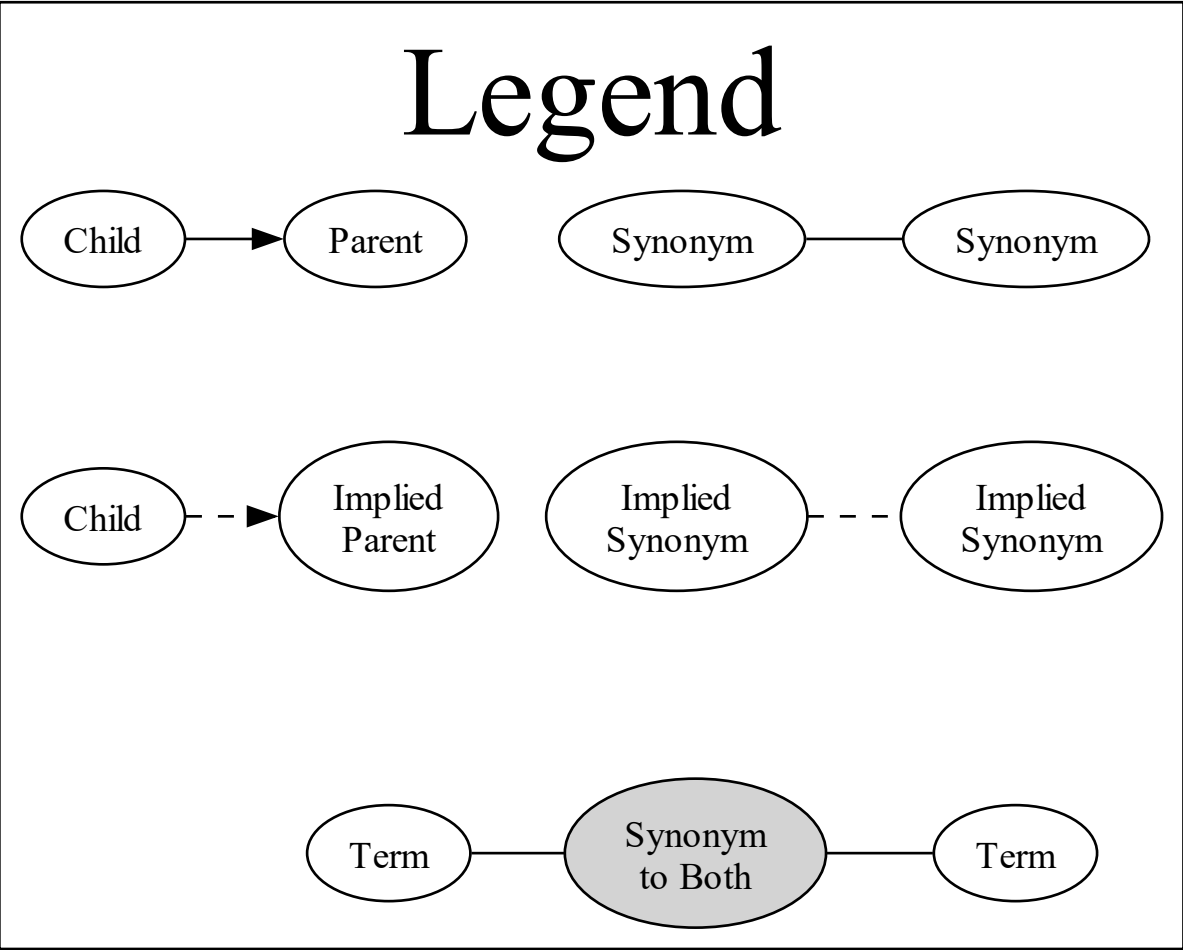 Legend
Child
Parent
Synonym
Synonym
Child
Implied
Parent
Implied
Synonym
Implied
Synonym
Term
Synonym
to Both
Term